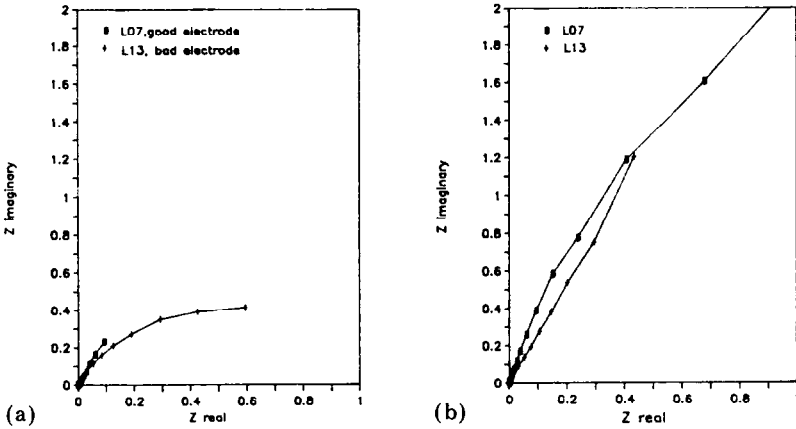 2
1.8
1.6
1.4
1.2
1
0.8
0.6
0.4
0.2
0
Z imaginary
L07,good electrode
L13, bad electrode
0 0.2 0.4 0.6 0.8 1
Z real
(a)
2
1.8
1.6
1.4
1.2
1
0.8
0.6
0.4
0.2
0
Z imaginary
L07
L13
0 0.2 0.4 0.6 0.8 1
Z real
(b)